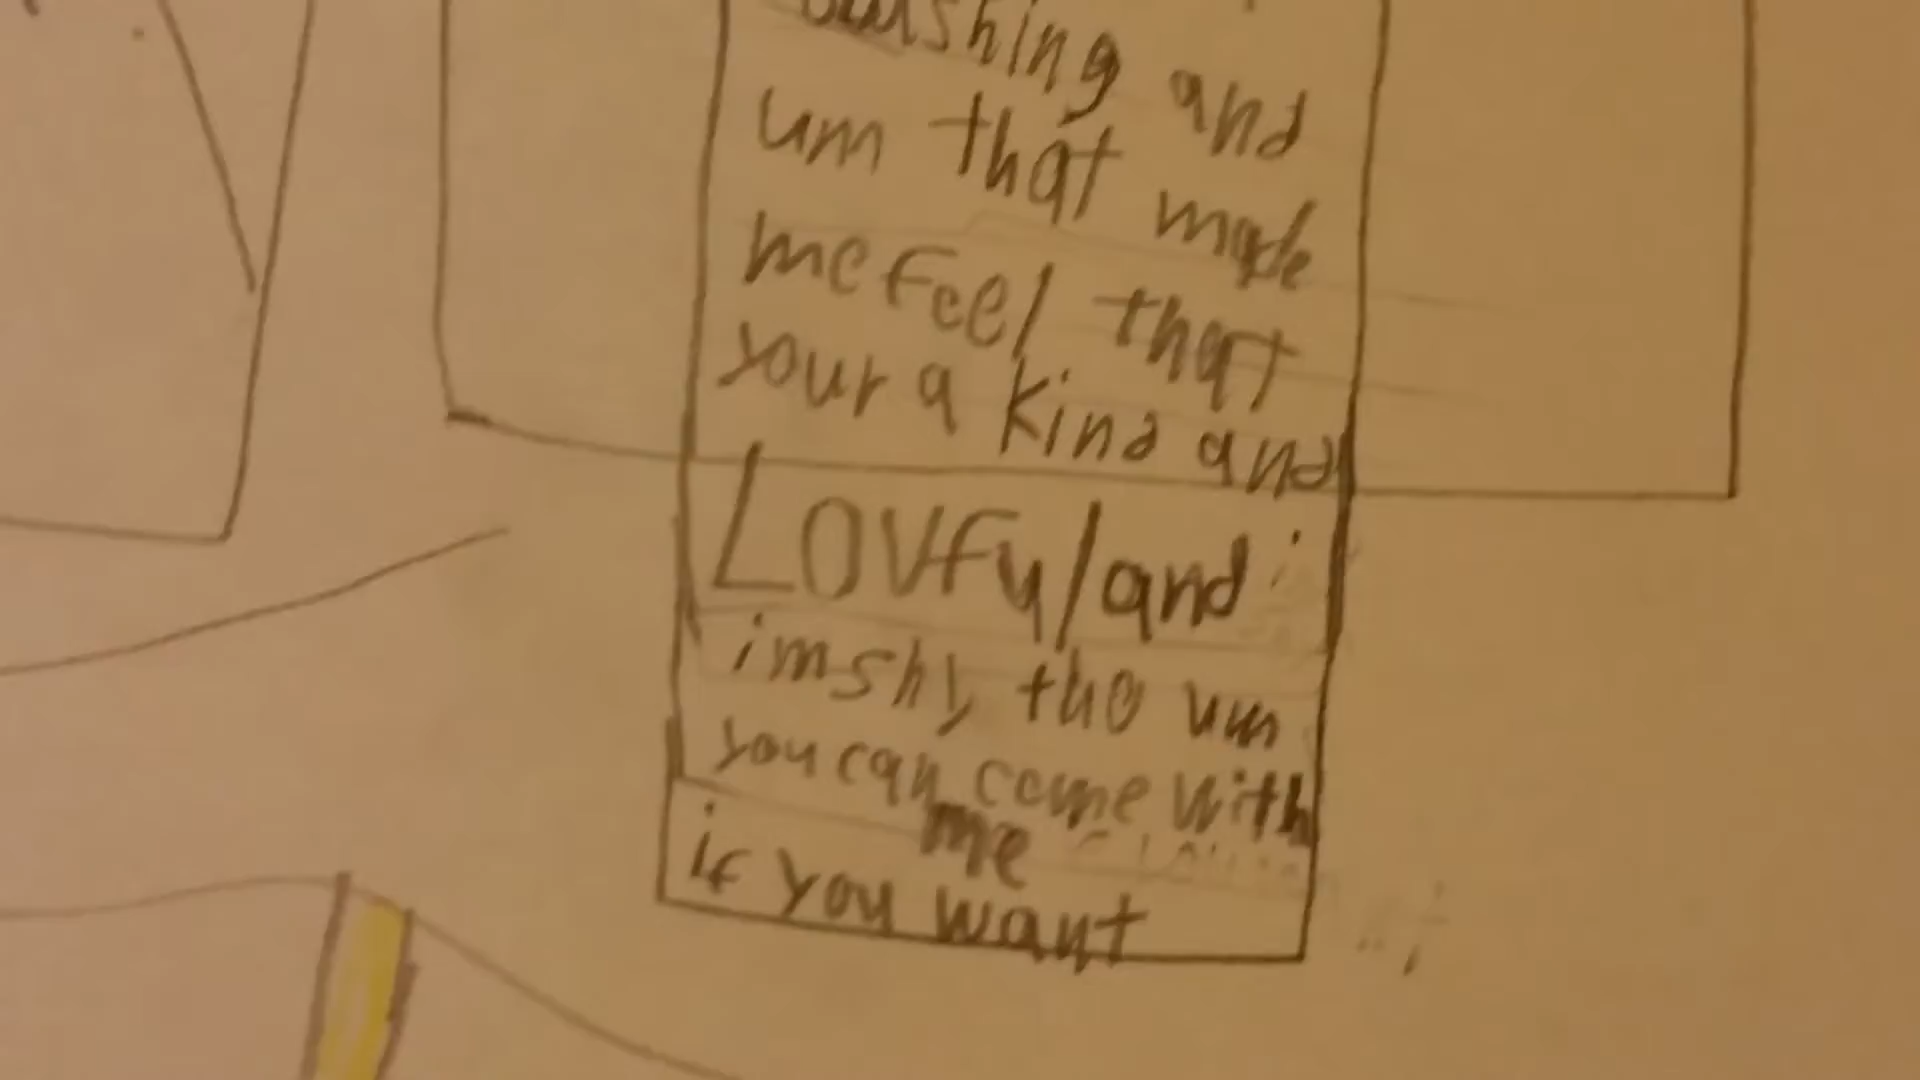 and
um that made
me feel that
your a kind and
Lovfy/and
im shy tho um
you can come with
me
if you want